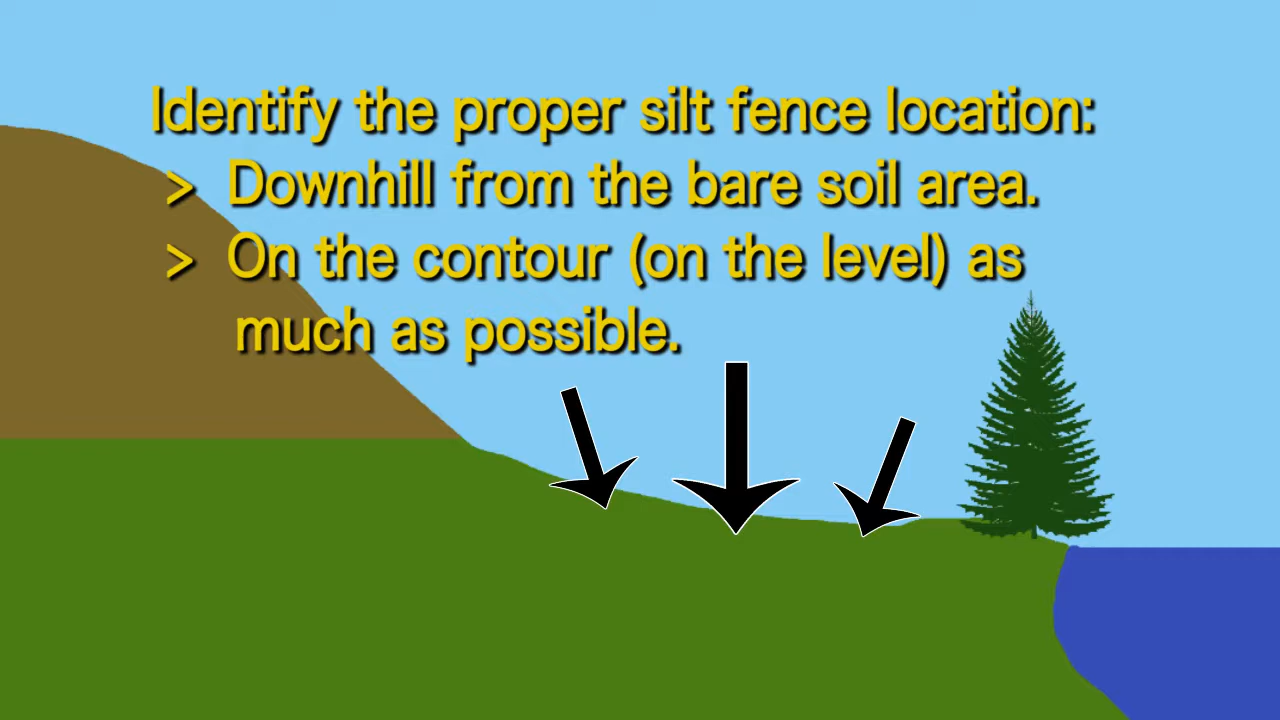 Identify the proper silt fence location:
> Downhill from the bare soil area.
> On the contour (on the level) as
much as possible.